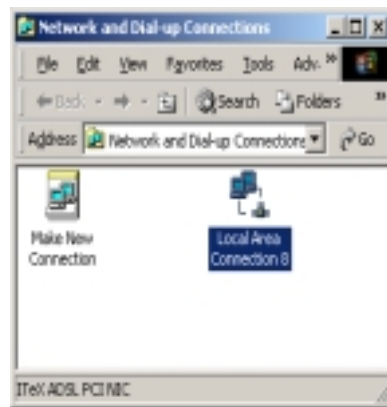 Network and Dial-up Connections
File Edit View Favorites Tools Adv. »
Back Search Folders »
Address Network and Dial-up Connections Go
Make New
Connection
Local Area
Connection 8
ITeX ADSL PCI NIC